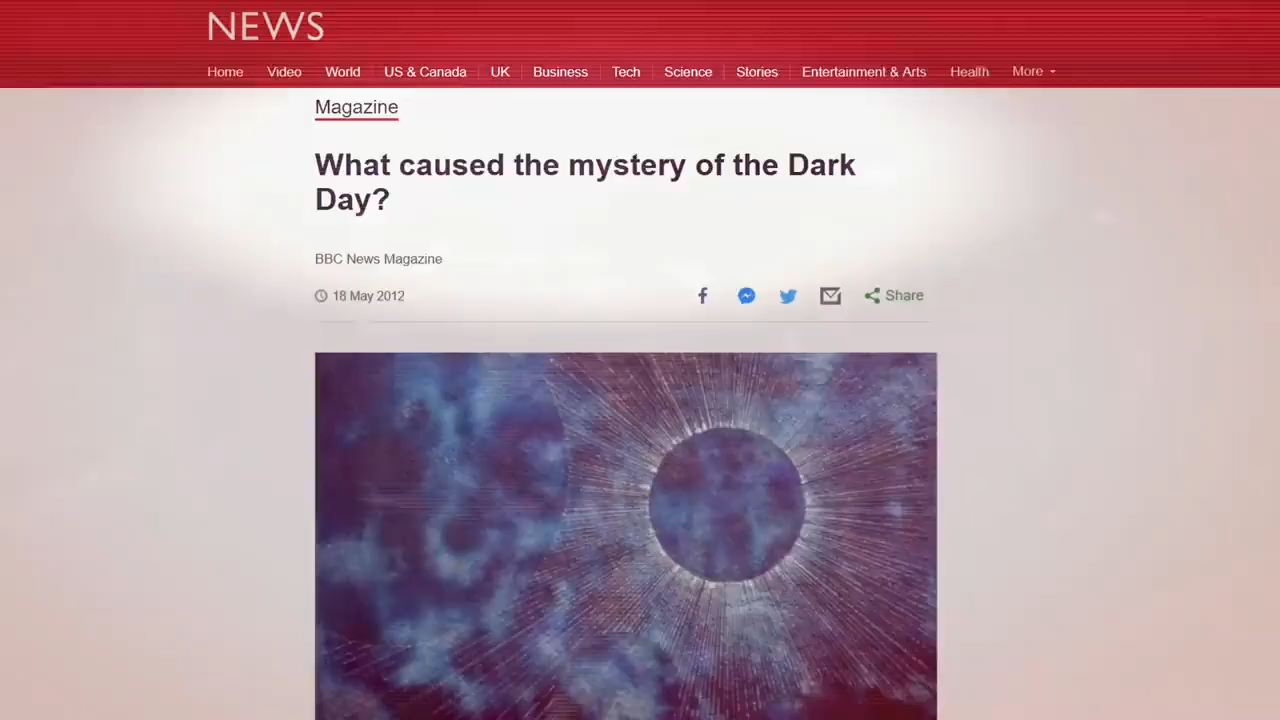 NEWS
Home Video World US & Canada UK Business Tech Science Stories Entertainment & Arts Health More
Magazine
What caused the mystery of the Dark
Day?
BBC News Magazine
18 May 2012
Share